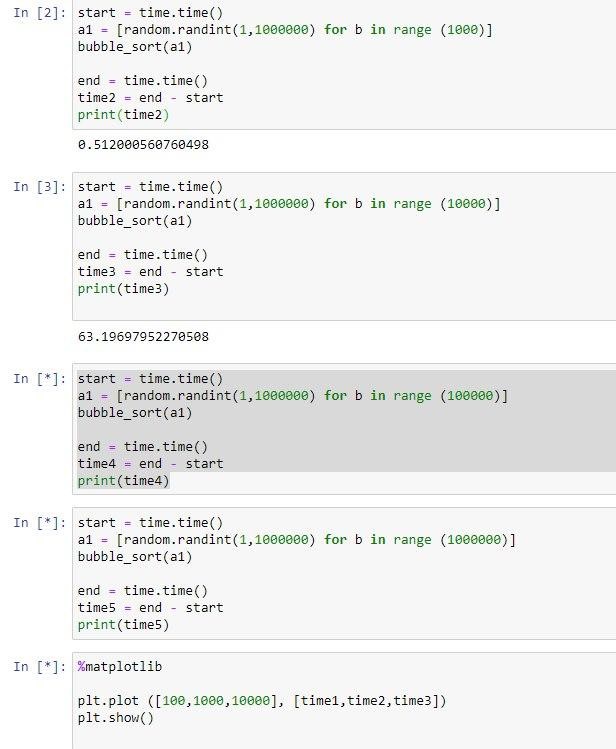 In [2]: start = time.time()
a1 = [random.randint(1,1000000) for b in range (1000)]
bubble_sort(a1)
end = time.time()
time2 = end - start
print(time2)
0.512000560760498
In [3]: start = time.time()
a1 = [random.randint(1,1000000) for b in range (10000)]
bubble_sort(a1)
end = time.time()
time3 = end - start
print(time3)
63.19697952270508
In [*]: start = time.time()
a1 = [random.randint(1,1000000) for b in range (100000)]
bubble_sort(a1)
end = time.time()
time4 = end - start
print(time4)
In [*]: start = time.time()
a1 = [random.randint(1,1000000) for b in range (1000000)]
bubble_sort(a1)
end = time.time()
time5 = end - start
print(time5)
In [*]: %matplotlib
plt.plot ([100,1000,10000], [time1,time2,time3])
plt.show()